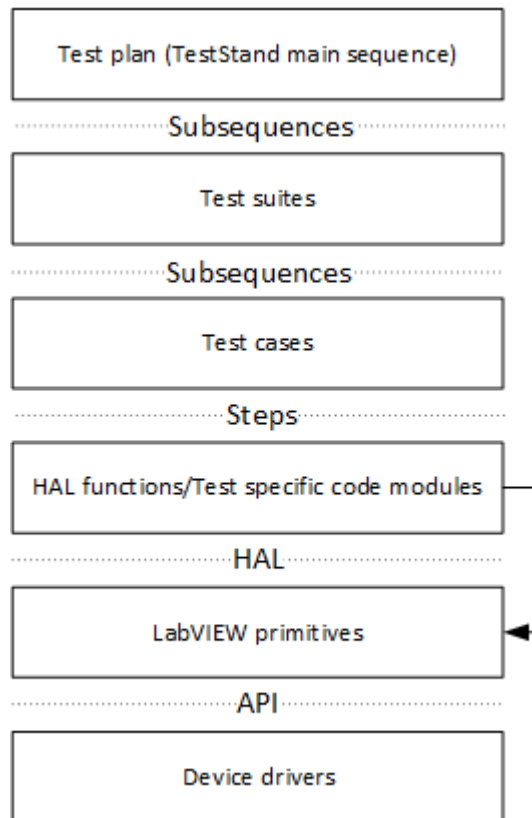 Test plan (TestStand main sequence)
Subsequences
Test suites
Subsequences
Test cases
Steps
HAL functions/Test specific code modules
HAL
LabVIEW primitives
API
Device drivers